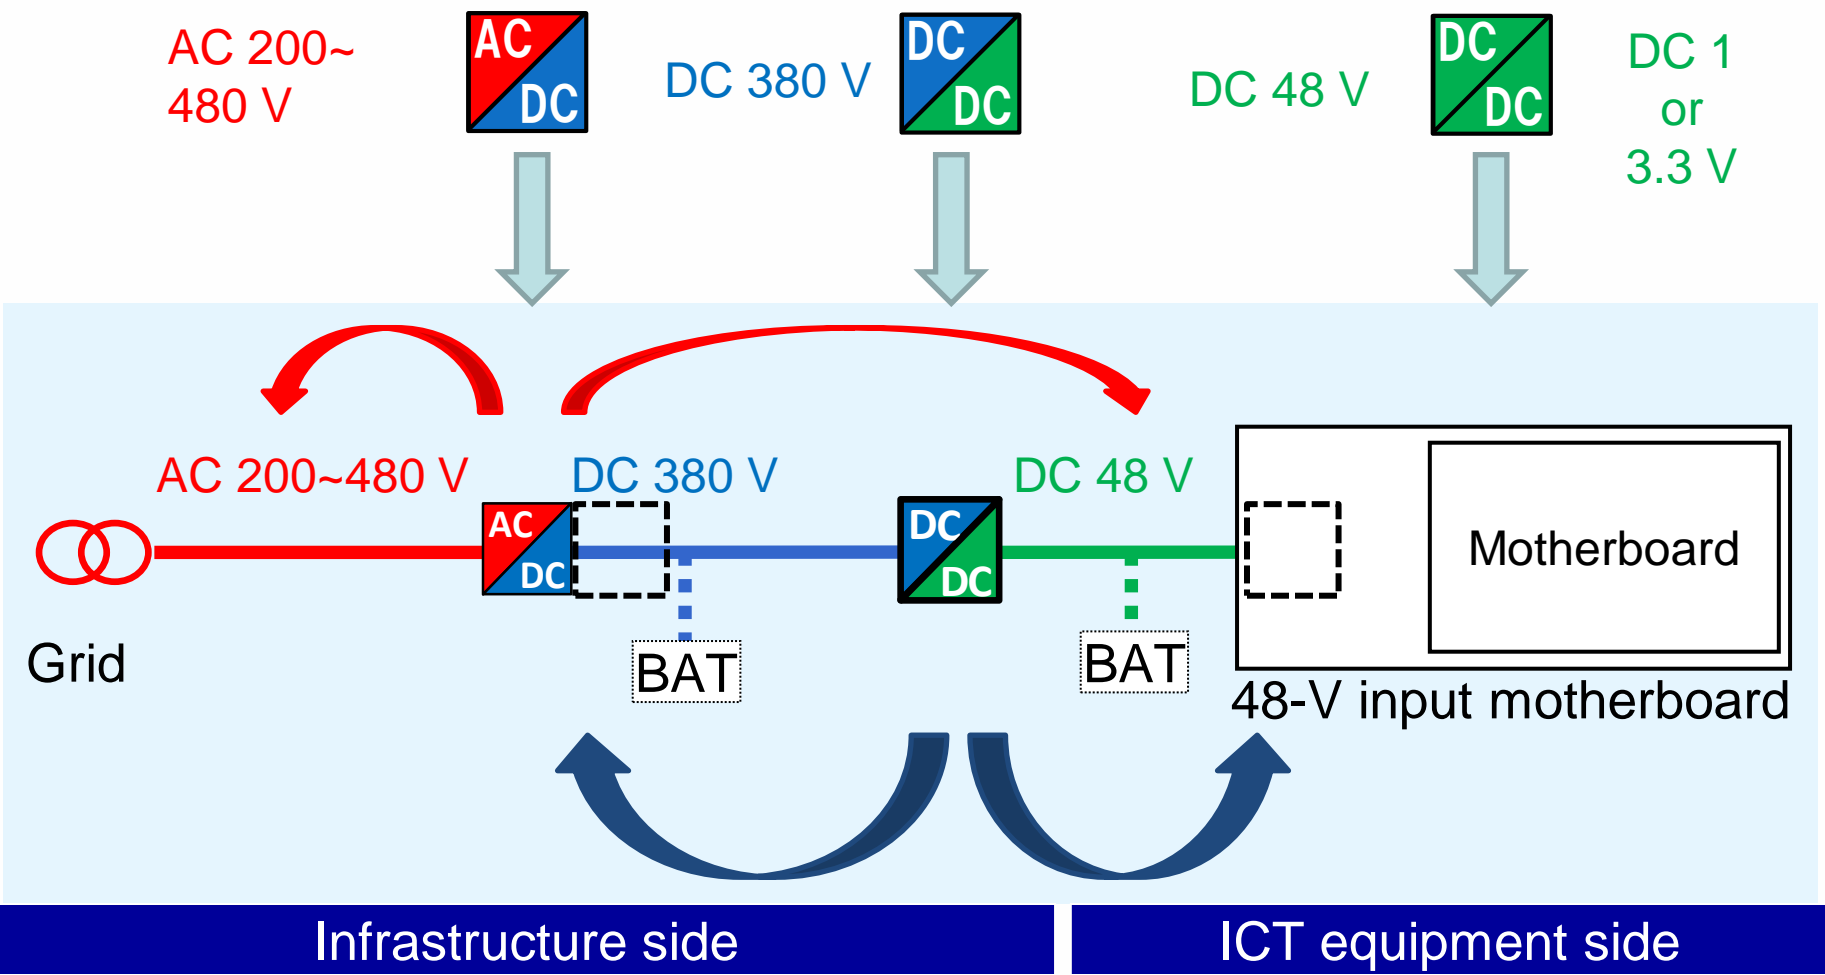 AC 200~
480 V
AC
DC
DC 380 V
DC
DC
DC 48 V
DC
DC
DC 1
or
3.3 V
AC 200~480 V
DC 380 V
DC 48 V
AC
DC
DC
DC
Motherboard
Grid
BAT
BAT
48-V input motherboard
Infrastructure side
ICT equipment side